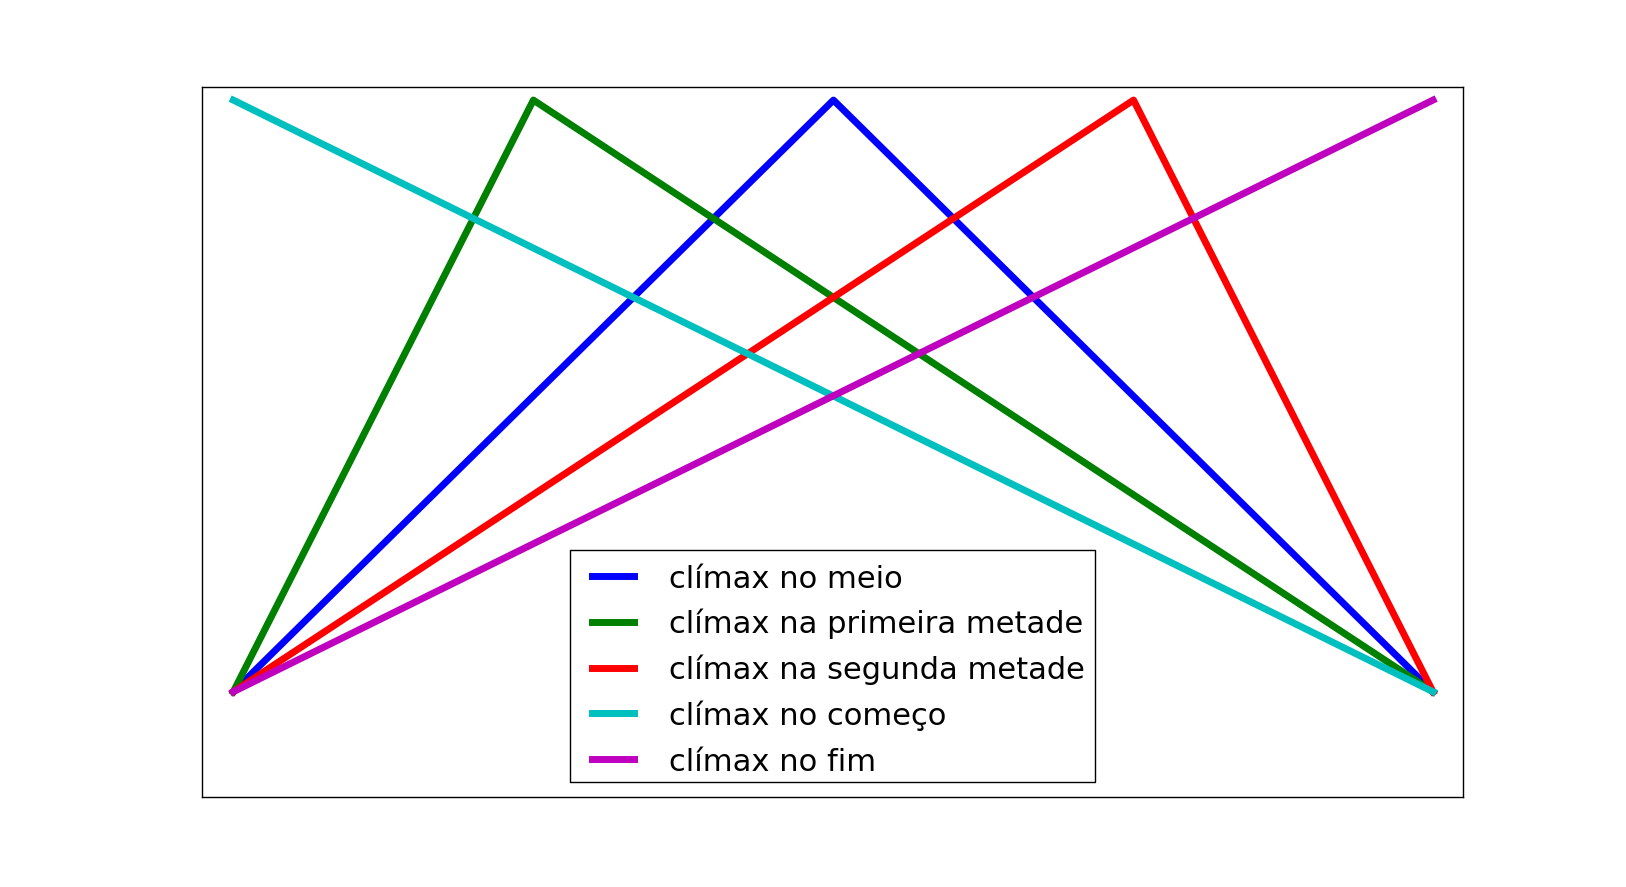 clímax no meio
clímax na primeira metade
clímax na segunda metade
clímax no começo
clímax no fim